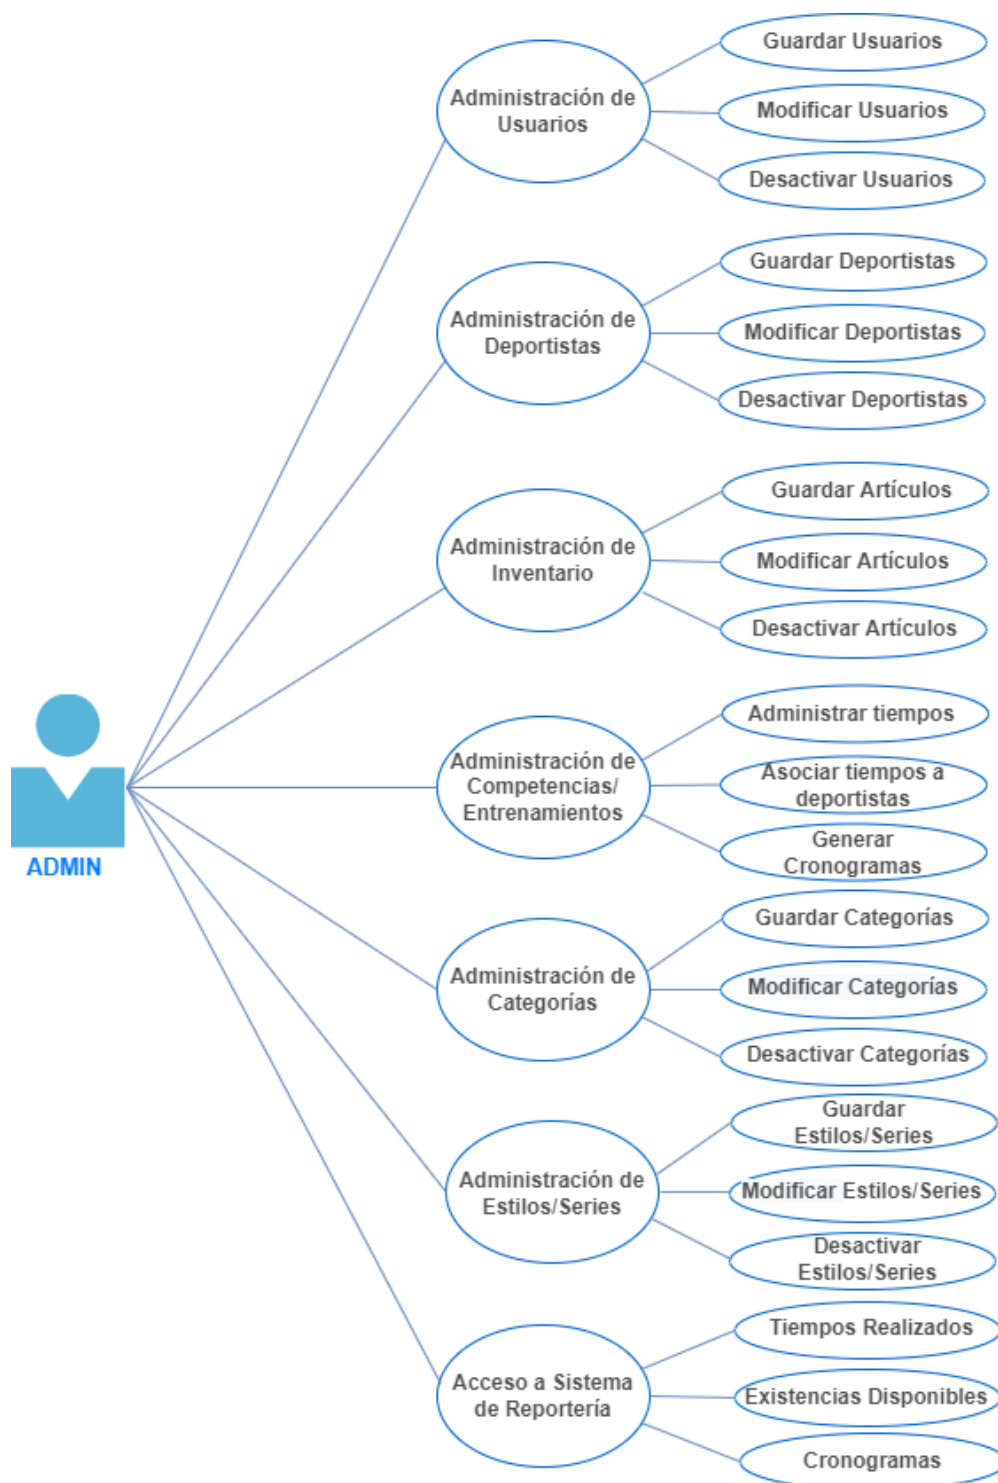 Administración de
Usuarios
Guardar Usuarios
Modificar Usuarios
Desactivar Usuarios
Administración de
Deportistas
Guardar Deportistas
Modificar Deportistas
Desactivar Deportistas
Administración de
Inventario
Guardar Artículos
Modificar Artículos
Desactivar Artículos
ADMIN
Administración de
Competencias/
Entrenamientos
Administrar tiempos
Asociar tiempos a
deportistas
Generar
Cronogramas
Administración de
Categorías
Guardar Categorías
Modificar Categorías
Desactivar Categorías
Administración de
Estilos/Series
Guardar
Estilos/Series
Modificar Estilos/Series
Desactivar
Estilos/Series
Acceso a Sistema
de Reportería
Tiempos Realizados
Existencias Disponibles
Cronogramas